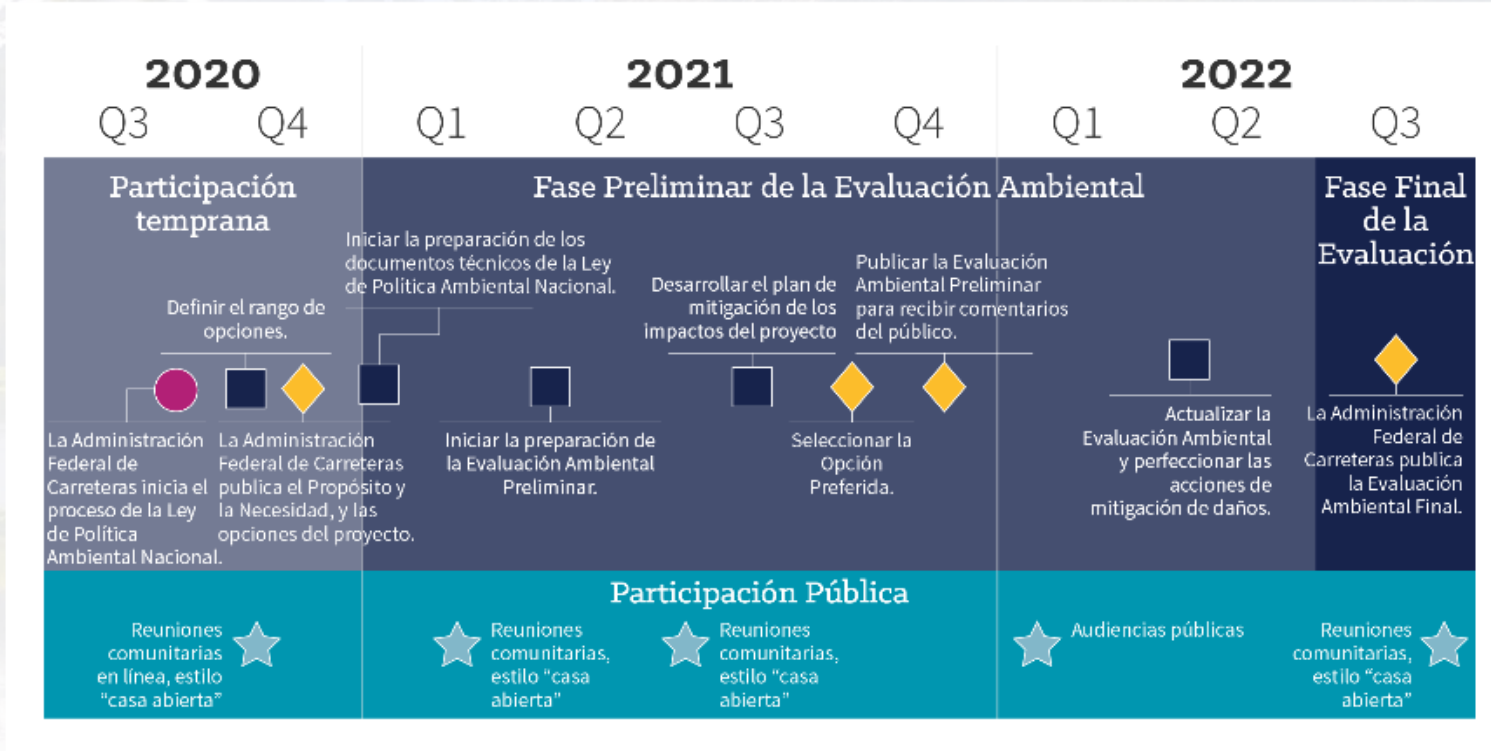 2020
2021
2022
Q3
Q4
Q1
Q2
Q3
Q4
Q1
Q2
Q3
Participación
temprana
Fase Preliminar de la Evaluación Ambiental
Fase Final
de la
Evaluación
Iniciar la preparación de los
documentos técnicos de la Ley
de Política Ambiental Nacional.
Definir el rango de
opciones.
Desarrollar el plan de
mitigación de los
impactos del proyecto
Publicar la Evaluación
Ambiental Preliminar
para recibir comentarios
del público.
La Administración
Federal de
Carreteras inicia el
proceso de la Ley
de Política
Ambiental Nacional.
La Administración
Federal de Carreteras
publica el Propósito y
la Necesidad, y las
opciones del proyecto.
Iniciar la preparación de
la Evaluación Ambiental
Preliminar.
Seleccionar la
Opción
Preferida.
Actualizar la
Evaluación Ambiental
y perfeccionar las
acciones de
mitigación de daños.
La Administración
Federal de
Carreteras publica
la Evaluación
Ambiental Final.
Participación Pública
Reuniones
comunitarias
en línea, estilo
"casa abierta"
Reuniones
comunitarias,
estilo "casa
abierta"
Reuniones
comunitarias,
estilo "casa
abierta"
Audiencias públicas
Reuniones
comunitarias,
estilo "casa
abierta"